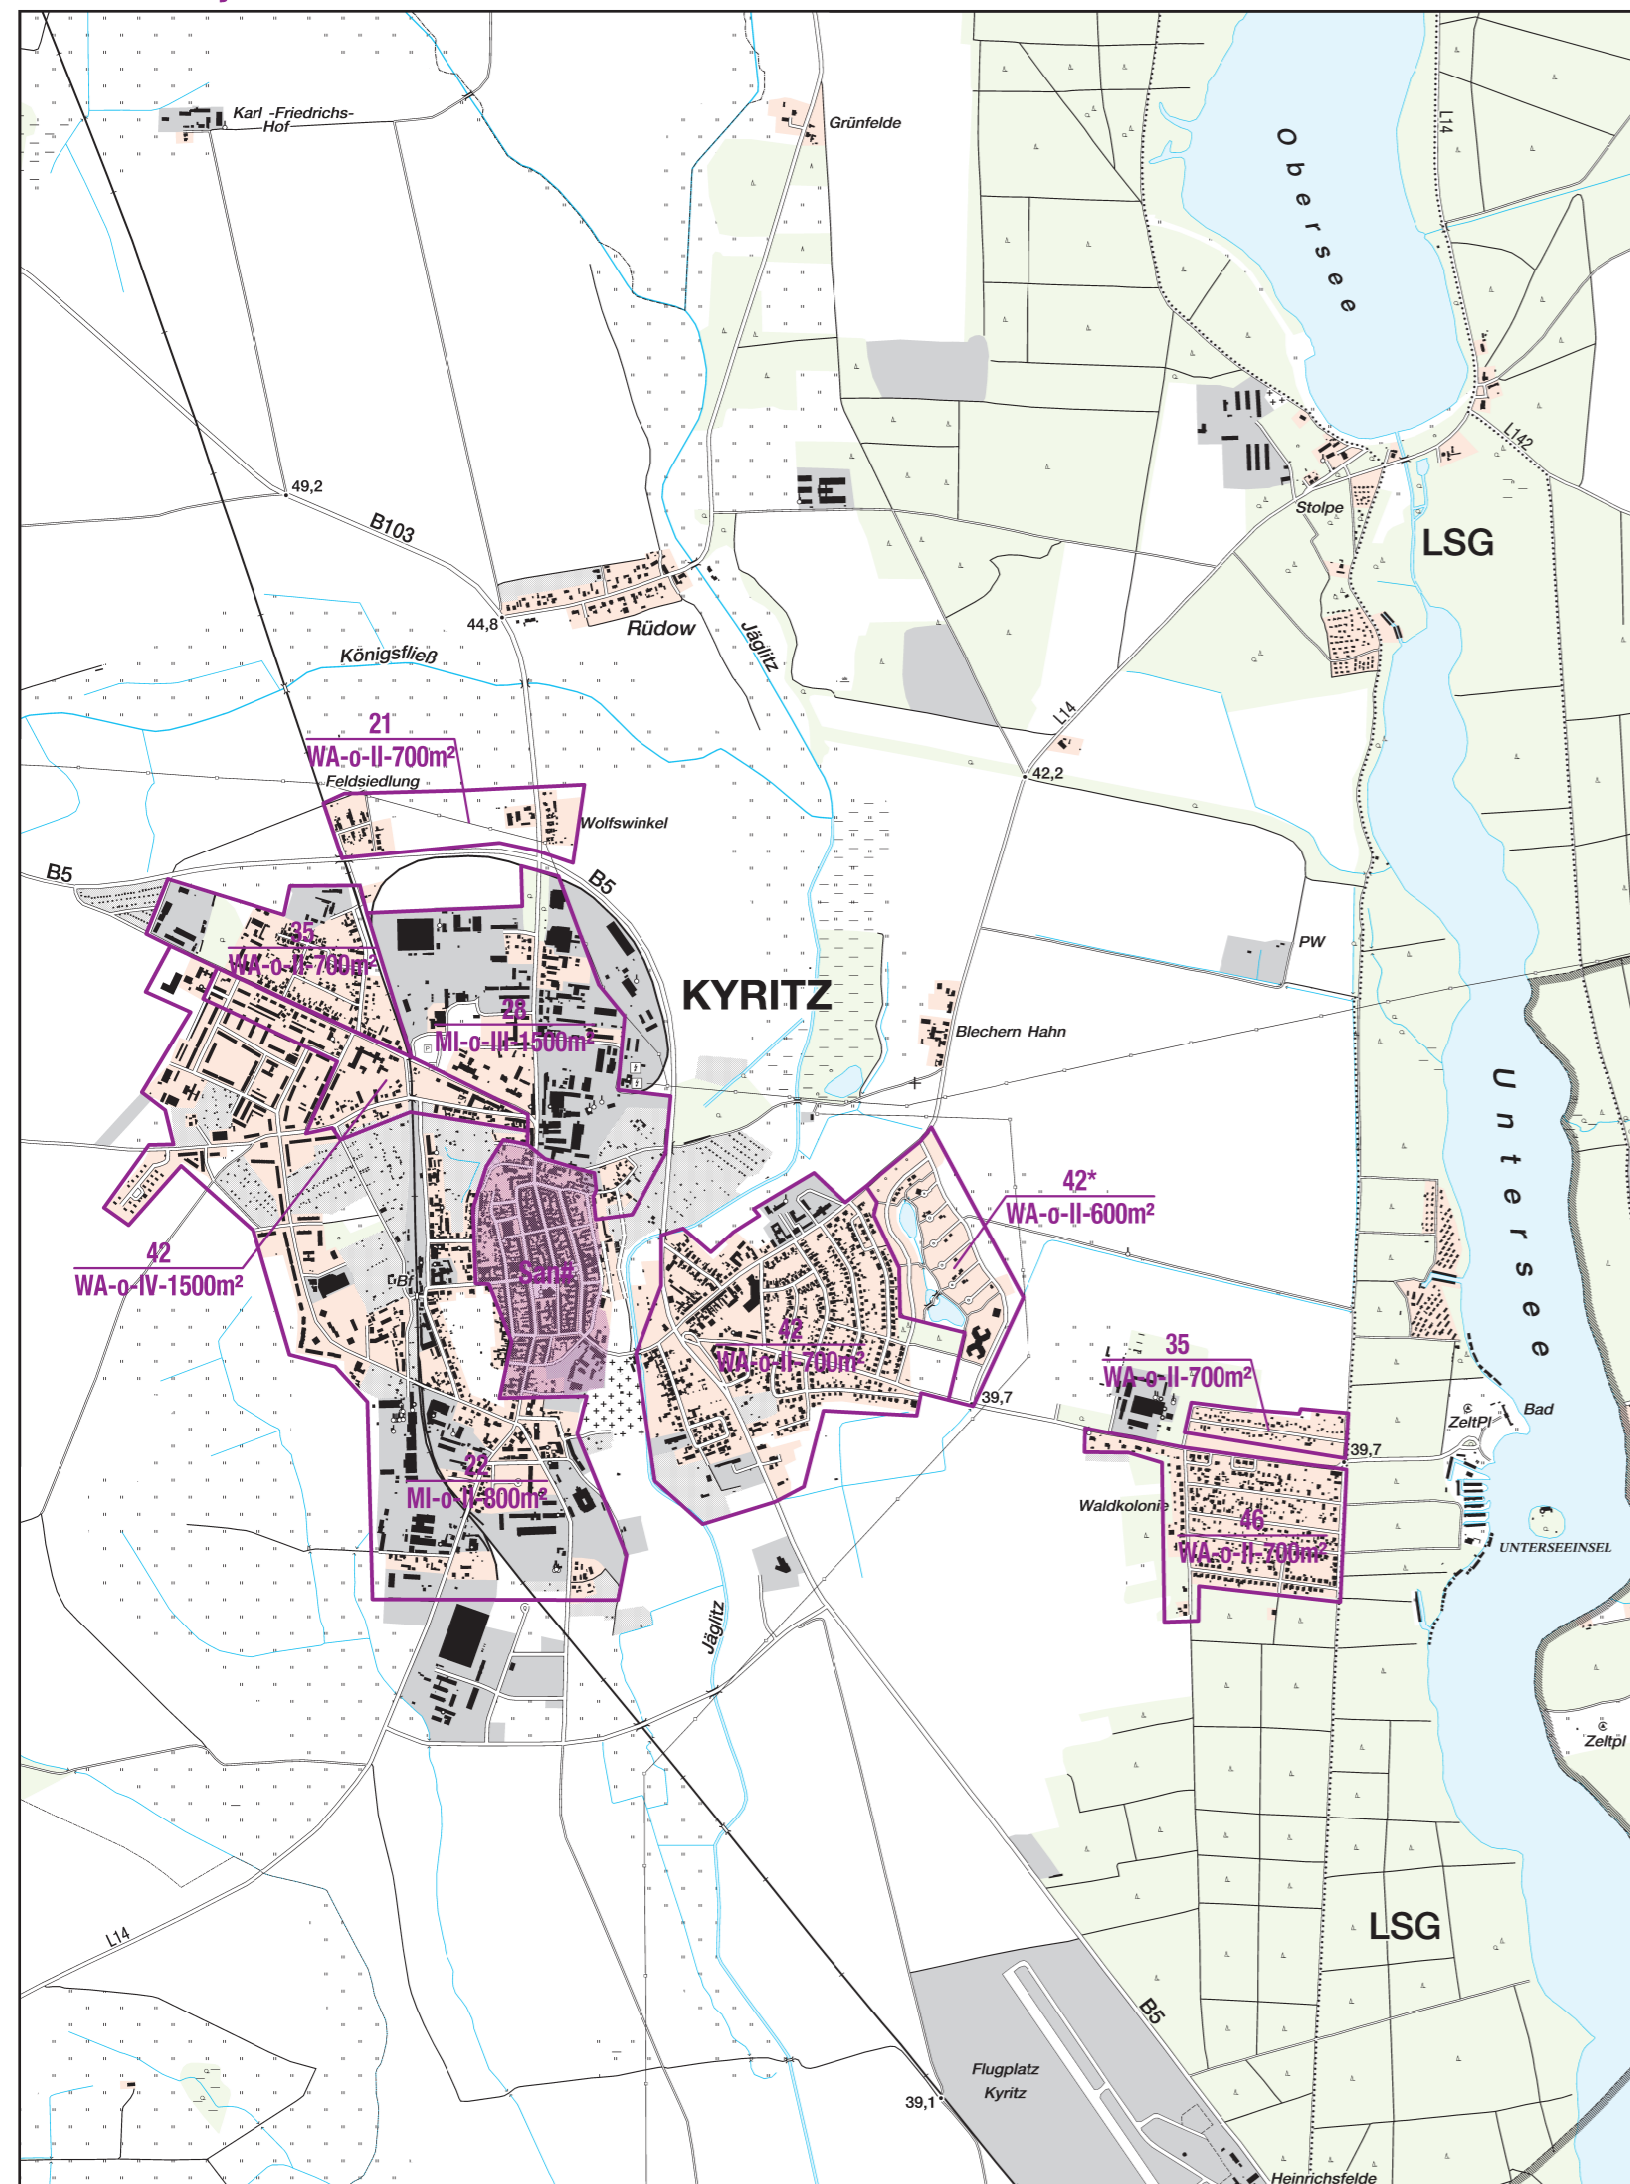 Karl -Friedrichs-
Hof
Grünfelde
Obersee
L14
49,2
B103
L142
Stolpe
LSG
44,8
Rüdow
Jäglitz
Königsfließ
L14
42,2
21
WA-o-II-700m²
Feldsiedlung
Wolfswinkel
B5
B5
35
WA-o-II-700m²
PW
KYRITZ
28
MI-o-III-1500m²
Blechern Hahn
Untersee
42*
WA-o-II-600m²
42
WA-o-IV-1500m²
San#
Bf
42
WA-o-II-700m²
35
WA-o-II-700m²
39,7
ZeltPl
Bad
39,7
22
MI-o-II-800m²
Waldkolonie
46
WA-o-II-700m²
UNTERSEEINSEL
Jäglitz
Zeltpl
LSG
L14
B5
Flugplatz
Kyritz
39,1
Heinrichsfelde